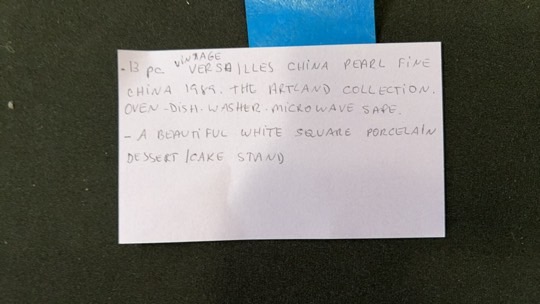 - 13 pc VINTAGE VERSAILLES CHINA PEARL FINE
CHINA 1989. THE ARTLAND COLLECTION.
OVEN-DISH-WASHER-MICROWAVE SAFE.
- A BEAUTIFUL WHITE SQUARE PORCELAIN
DESSERT/CAKE STAND